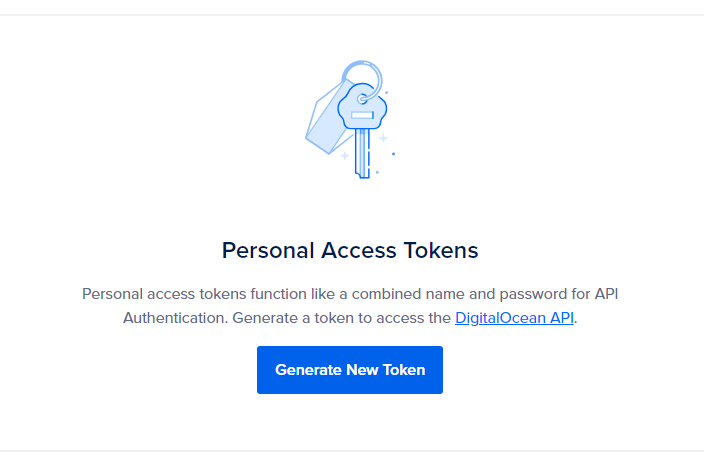 Personal Access Tokens
Personal access tokens function like a combined name and password for API
Authentication. Generate a token to access the DigitalOcean API.
Generate New Token